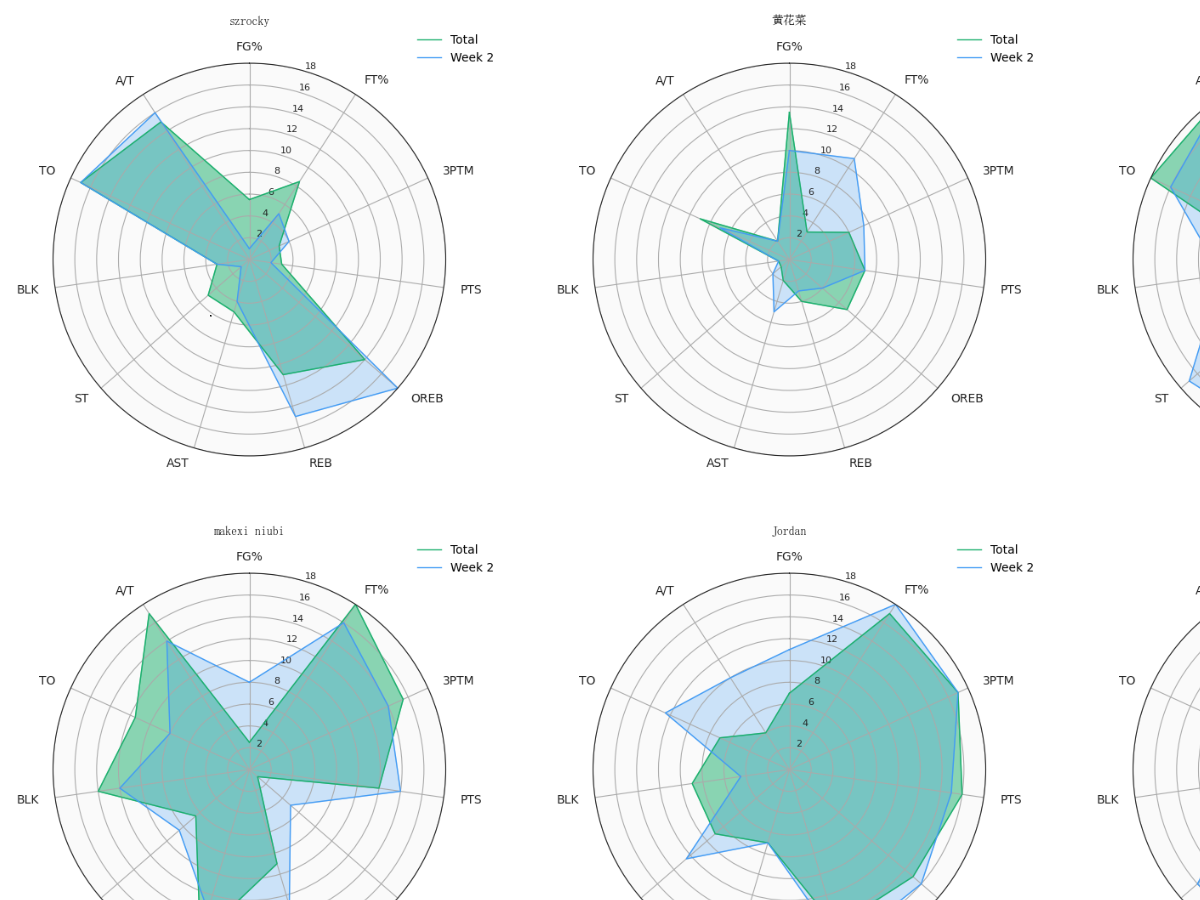 szrocky
Total
Week 2
FG%
FT%
3PTM
PTS
OREB
REB
AST
ST
BLK
TO
A/T
2
4
6
8
10
12
14
16
18
黄花菜
Total
Week 2
FG%
FT%
3PTM
PTS
OREB
REB
AST
ST
BLK
TO
A/T
2
4
6
8
10
12
14
16
18
TO
BLK
ST
makexi niubi
Total
Week 2
FG%
FT%
3PTM
PTS
BLK
TO
A/T
2
4
6
8
10
12
14
16
18
Jordan
Total
Week 2
FG%
FT%
3PTM
PTS
BLK
TO
A/T
2
4
6
8
10
12
14
16
18
TO
BLK